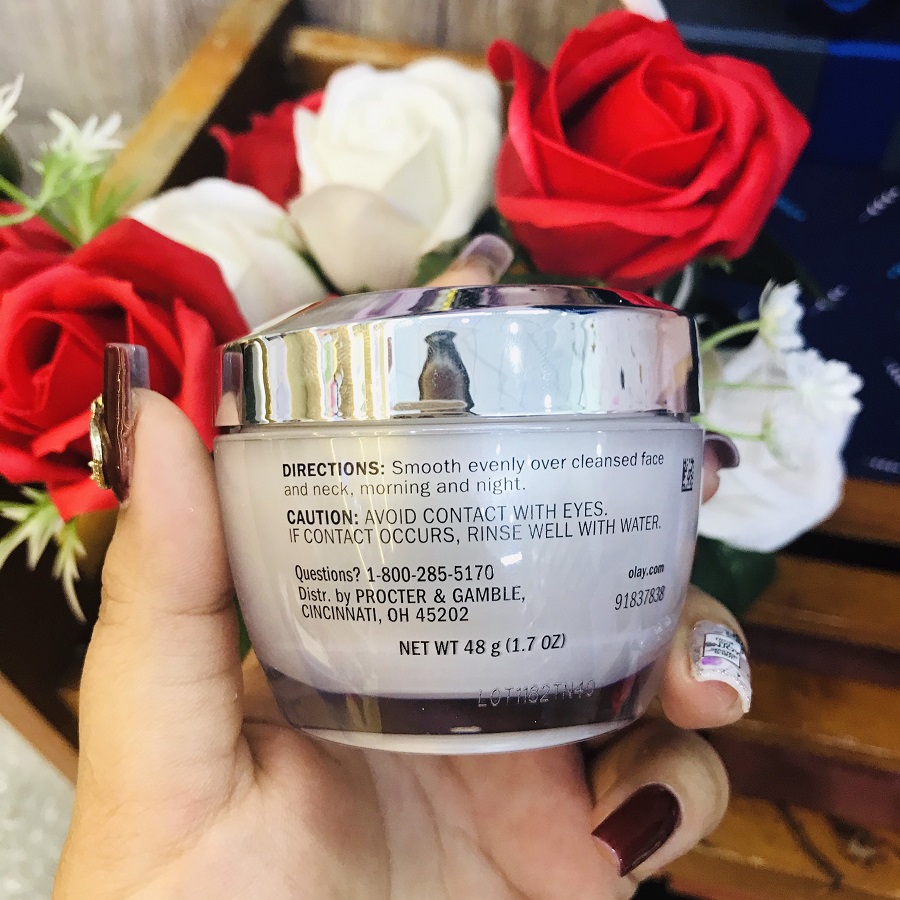 DIRECTIONS: Smooth evenly over cleansed face
and neck, morning and night.
CAUTION: AVOID CONTACT WITH EYES.
IF CONTACT OCCURS, RINSE WELL WITH WATER.
Questions? 1-800-285-5170
Distr. by PROCTER & GAMBLE,
CINCINNATI, OH 45202
olay.com
91837838
NET WT 48 g (1.7 OZ)